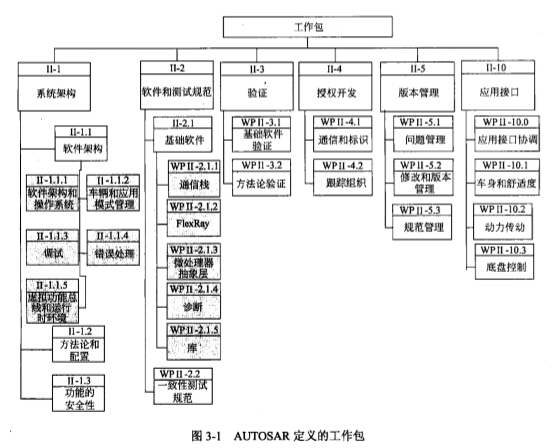 工作包
II-1
系统架构
II-2
软件和测试规范
II-3
验证
II-4
授权开发
II-5
版本管理
II-10
应用接口
II-1.1
软件架构
II-1.1.1
软件架构和
操作系统
II-1.1.2
车辆和应用
模式管理
II-1.1.3
调试
II-1.1.4
错误处理
II-1.1.5
虚拟功能总
线和运行
时环境
II-1.2
方法论和
配置
II-1.3
功能的
安全性
II-2.1
基础软件
WP II-2.1.1
通信栈
WP II-2.1.2
FlexRay
WP II-2.1.3
微处理器
抽象层
WP II-2.1.4
诊断
WP II-2.1.5
库
WP II-2.2
一致性测试
规范
WP II-3.1
基础软件
验证
WP II-3.2
方法论验证
WP II-4.1
通信和标识
WP II-4.2
跟踪组织
WP II-5.1
问题管理
WP II-5.2
修改和版本
管理
WP II-5.3
规范管理
WP II-10.0
应用接口协调
WP II-10.1
车身和舒适度
WP II-10.2
动力传动
WP II-10.3
底盘控制
图 3-1 AUTOSAR 定义的工作包